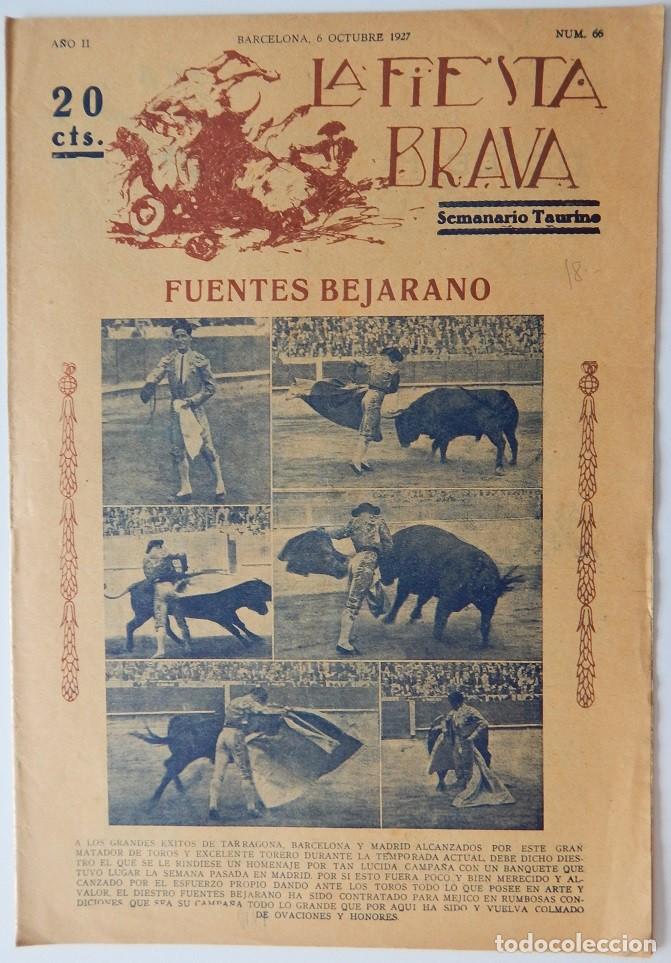 AÑO II
BARCELONA, 6 OCTUBRE 1927
NUM. 66
20
cts.
LA FiESTA
BRAVA
Semanario Taurino
18.-
FUENTES BEJARANO
A LOS GRANDES EXITOS DE TARRAGONA, BARCELONA Y MADRID ALCANZADOS POR ESTE GRAN
MATADOR DE TOROS Y EXCELENTE TORERO DURANTE LA TEMPORADA ACTUAL, DEBE DICHO DIES-
TRO EL QUE SE LE RINDIESE UN HOMENAJE POR TAN LUCIDA CAMPAÑA CON UN BANQUETE QUE
TUVO LUGAR LA SEMANA PASADA EN MADRID. POR SI ESTO FUERA POCO, Y BIEN MERECIDO Y AL-
CANZADO POR EL ESFUERZO PROPIO DANDO ANTE LOS TOROS TODO LO QUE POSEE EN ARTE Y
VALOR, EL DIESTRO FUENTES BEJARANO HA SIDO CONTRATADO PARA MEJICO EN RUMBOSAS CON-
DICIONES. QUE SEA SU CAMPAÑA TODO LO GRANDE QUE POR AQUI HA SIDO Y VUELVA COLMADO
DE OVACIONES Y HONORES.
todocoleccion